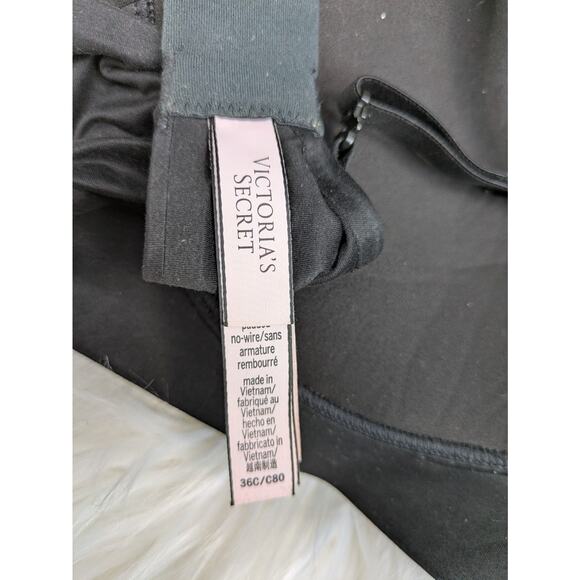 VICTORIA'S
SECRET
padded
no-wire/sans
armature
rembourré
made in
Vietnam/
fabriqué au
Vietnam/
hecho en
Vietnam/
fabbricato in
Vietnam/
越南制造
36C/C80